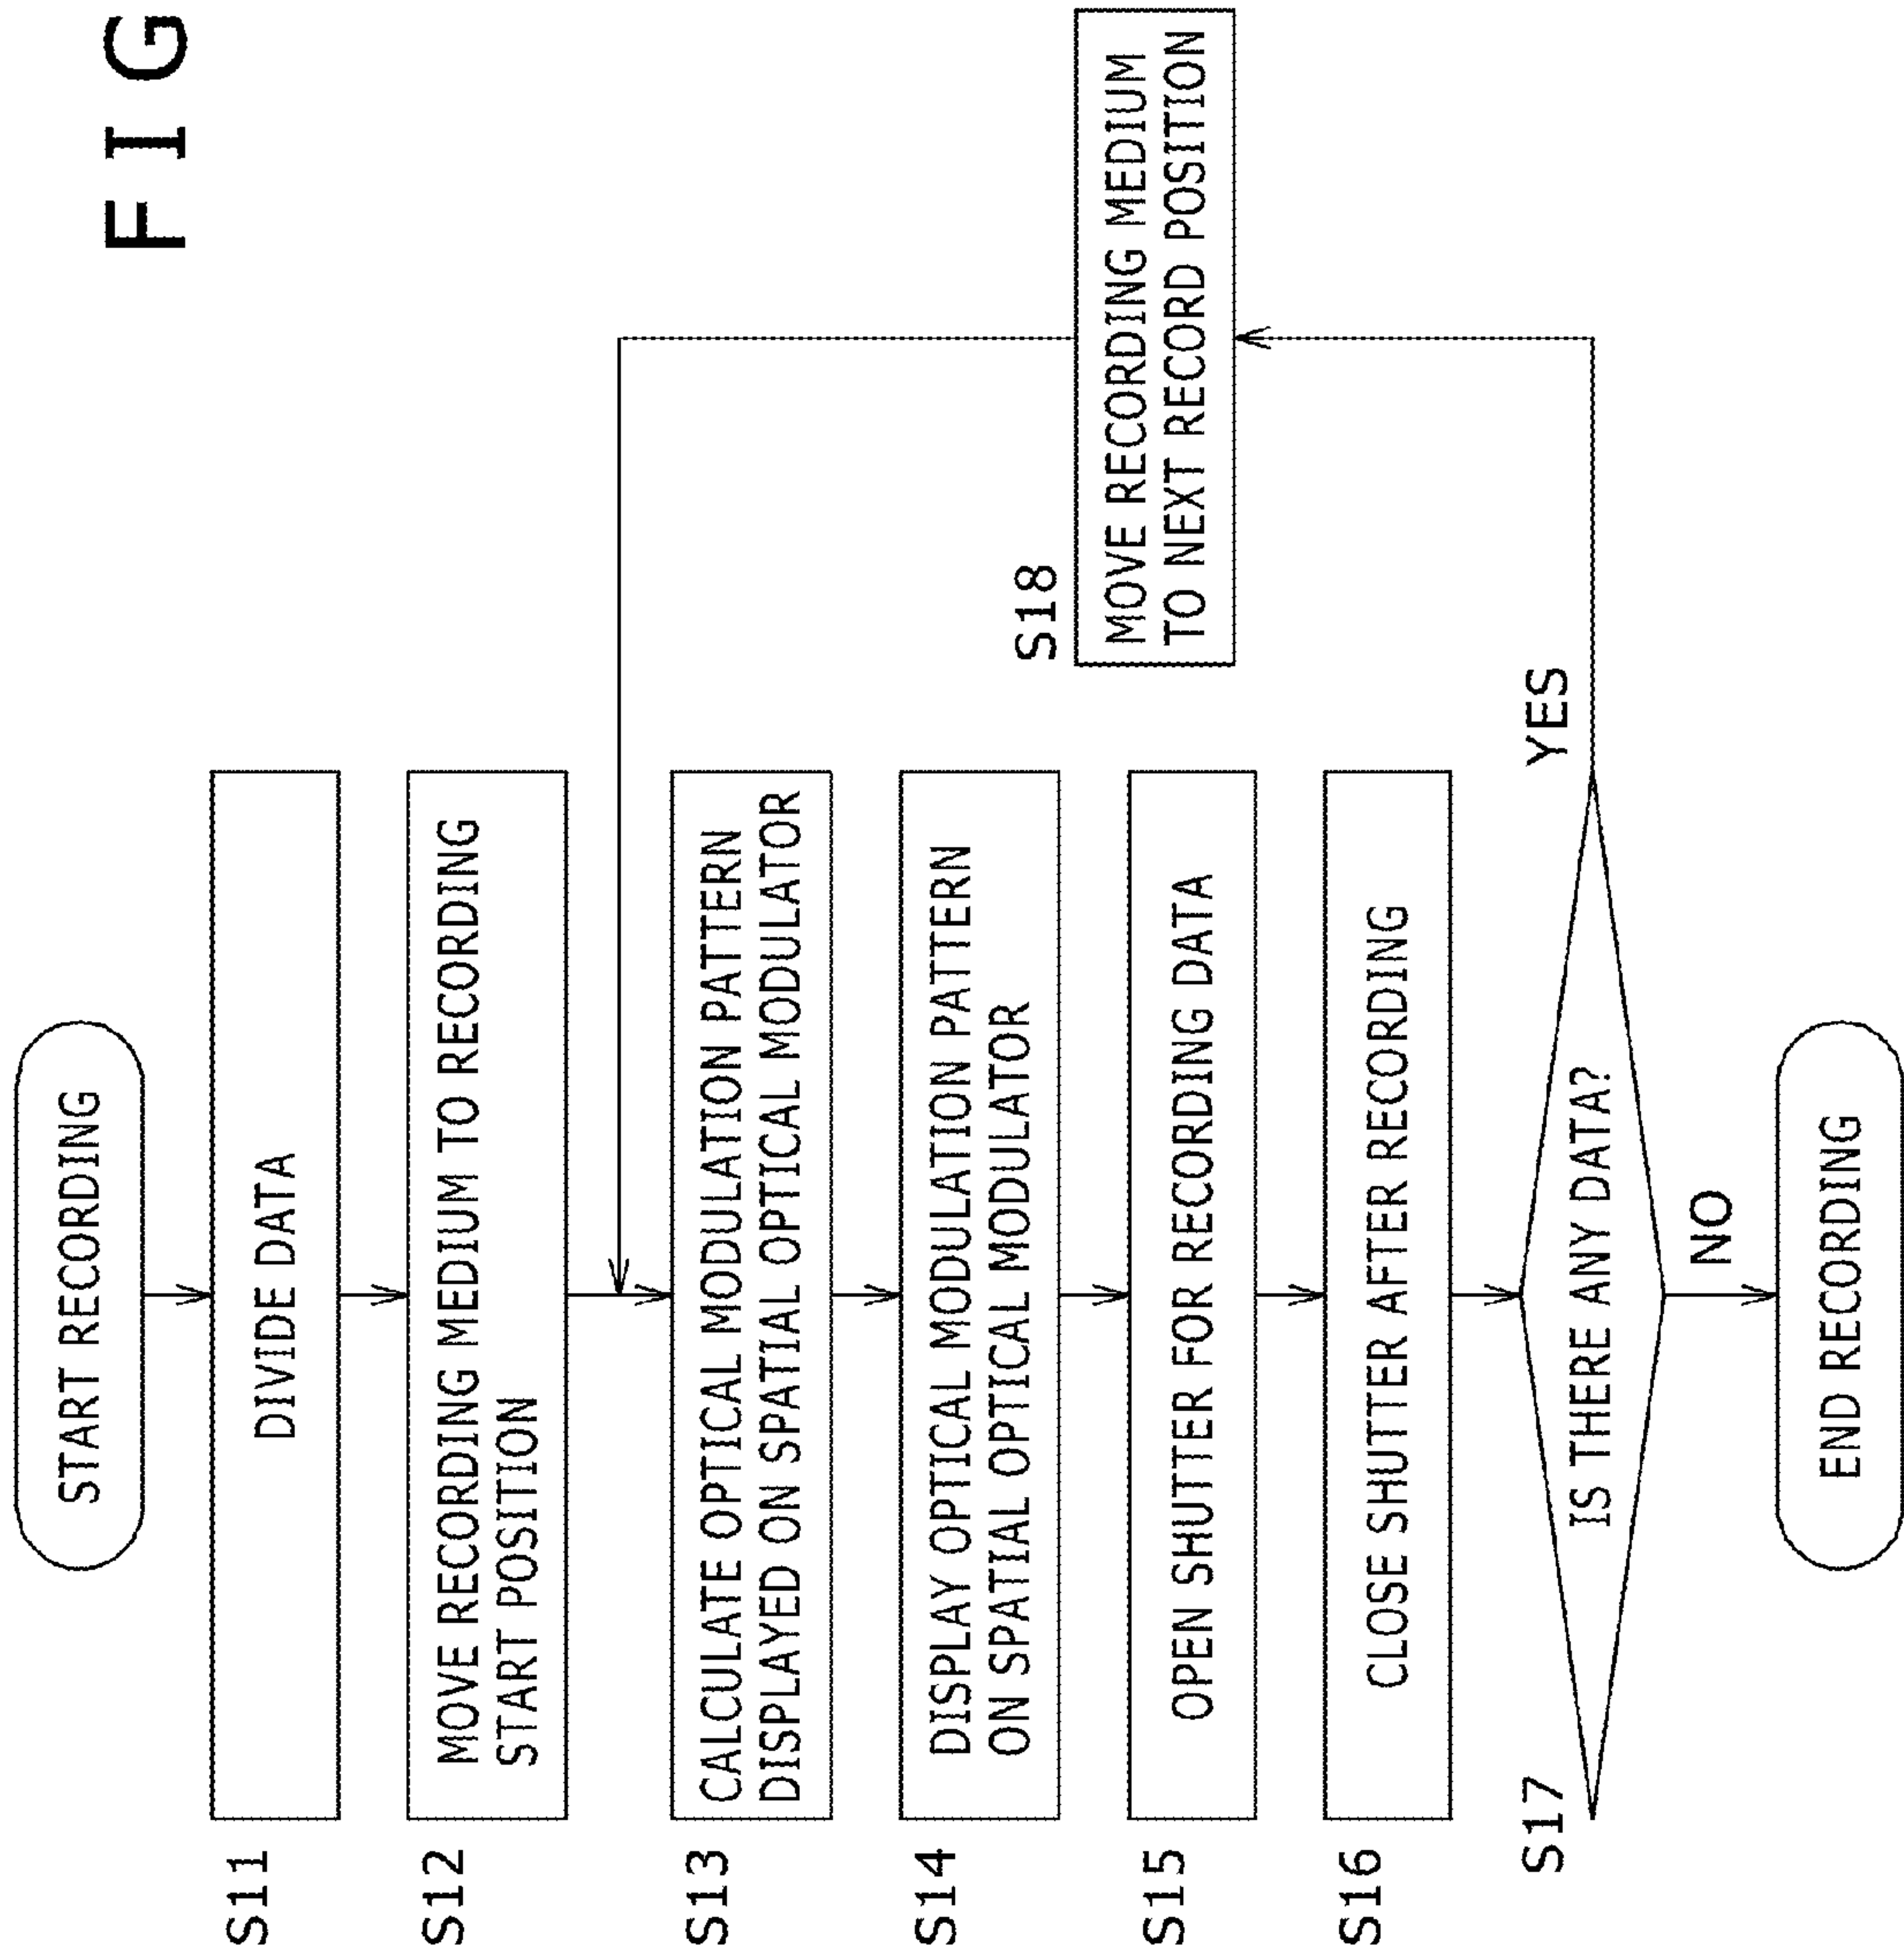 FIG
START RECORDING
S11
DIVIDE DATA
S12
MOVE RECORDING MEDIUM TO RECORDING
START POSITION
S13
CALCULATE OPTICAL MODULATION PATTERN
DISPLAYED ON SPATIAL OPTICAL MODULATOR
S14
DISPLAY OPTICAL MODULATION PATTERN
ON SPATIAL OPTICAL MODULATOR
S15
OPEN SHUTTER FOR RECORDING DATA
S16
CLOSE SHUTTER AFTER RECORDING
S17
IS THERE ANY DATA?
YES
S18
MOVE RECORDING MEDIUM
TO NEXT RECORD POSITION
NO
END RECORDING